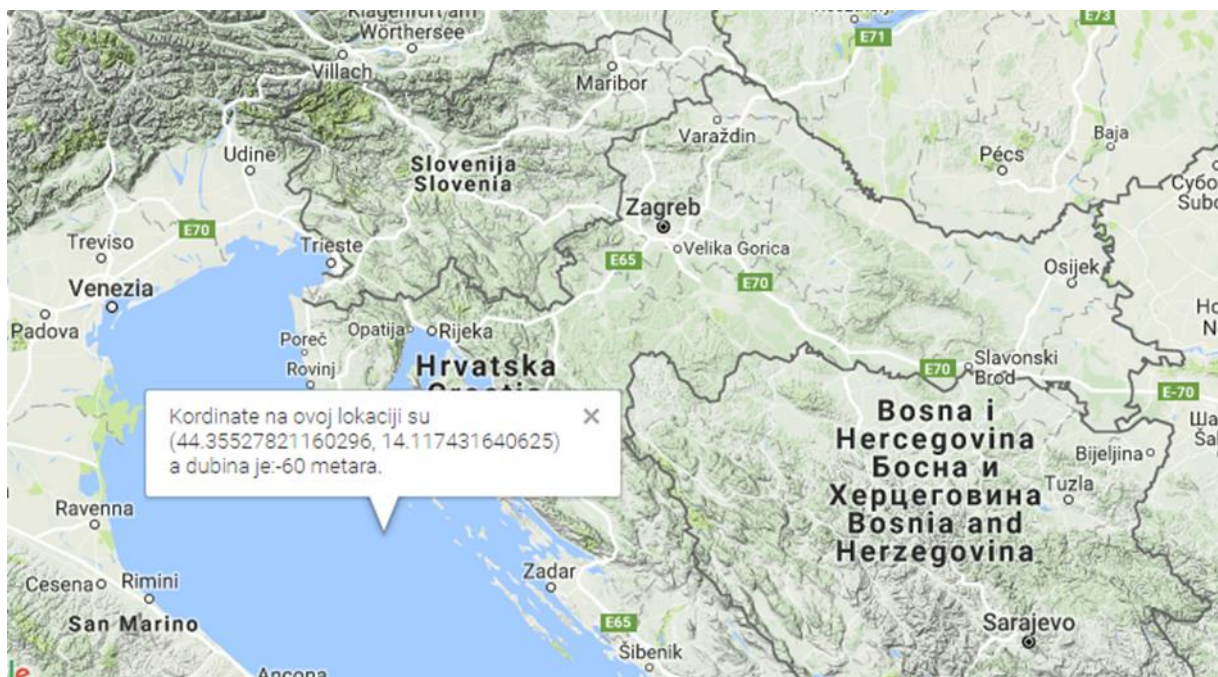 Klagenfurt am
Wörthersee
E71
E73
Villach
Maribor
Varaždin
Baja
Udine
Slovenija
Slovenia
Pécs
Zagreb
Treviso
E70
Trieste
Velika Gorica
E65
Osijek
Venezia
E70
Padova
Poreč
Opatija
Rijeka
Rovinj
Hrvatska
Croatia
E70
Slavonski
Brod
E-70
Kordinate na ovoj lokaciji su
(44.35527821160296, 14.117431640625)
a dubina je:-60 metara.
Bosna i
Hercegovina
Босна и
Херцеговина
Bosnia and
Herzegovina
Bijeljina
Tuzla
Ravenna
Cesena
Rimini
Zadar
San Marino
E65
Sarajevo
Šibenik
Ancona